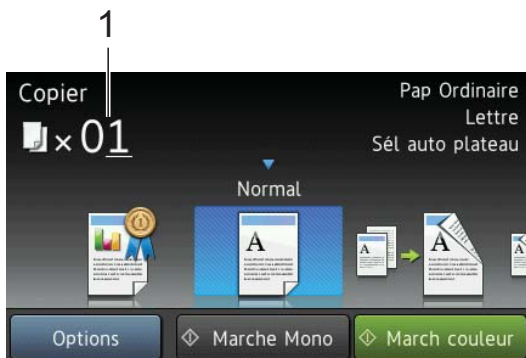 1
Copier
Pap Ordinaire
Lettre
× 01
Sél auto plateau
Normal
A
A
A
Options
Marche Mono
March couleur